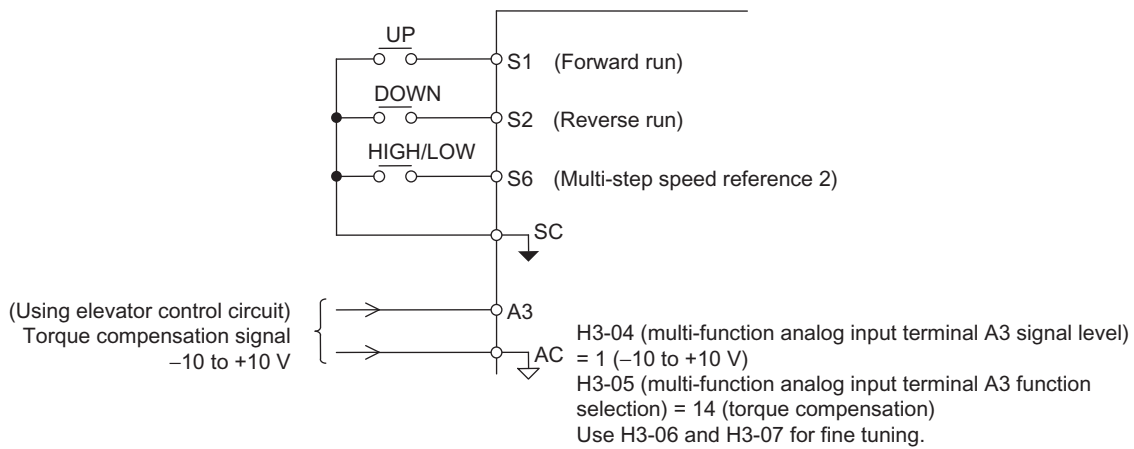 UP
S1 (Forward run)
DOWN
S2 (Reverse run)
HIGH/LOW
S6 (Multi-step speed reference 2)
SC
(Using elevator control circuit)
Torque compensation signal
−10 to +10 V
A3
AC
H3-04 (multi-function analog input terminal A3 signal level)
= 1 (−10 to +10 V)
H3-05 (multi-function analog input terminal A3 function
selection) = 14 (torque compensation)
Use H3-06 and H3-07 for fine tuning.